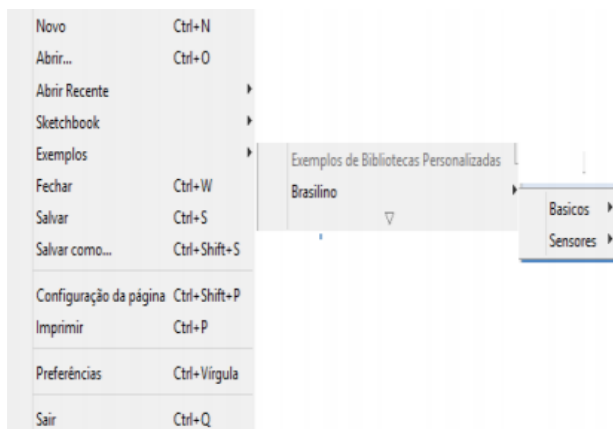 Novo Ctrl+N
Abrir... Ctrl+O
Abrir Recente
Sketchbook
Exemplos
Fechar Ctrl+W
Salvar Ctrl+S
Salvar como... Ctrl+Shift+S
Configuração da página Ctrl+Shift+P
Imprimir Ctrl+P
Preferências Ctrl+Vírgula
Sair Ctrl+Q
Exemplos de Bibliotecas Personalizadas
Brasilino
Basicos
Sensores